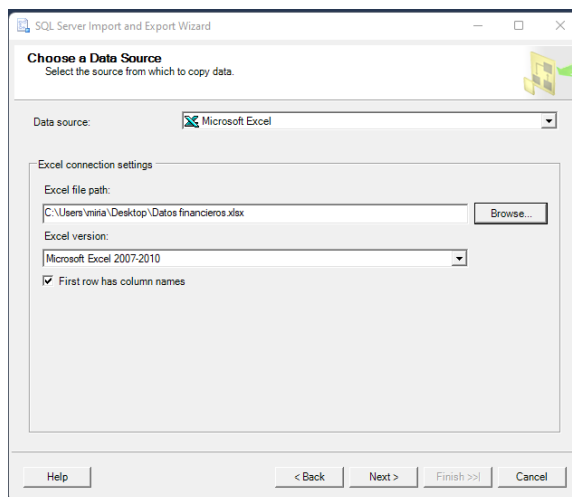 SQL Server Import and Export Wizard
Choose a Data Source
Select the source from which to copy data.
Data source:
Microsoft Excel
Excel connection settings
Excel file path:
C:\Users\miria\Desktop\Datos financieros.xlsx
Browse...
Excel version:
Microsoft Excel 2007-2010
First row has column names
Help
< Back
Next >
Finish >>|
Cancel